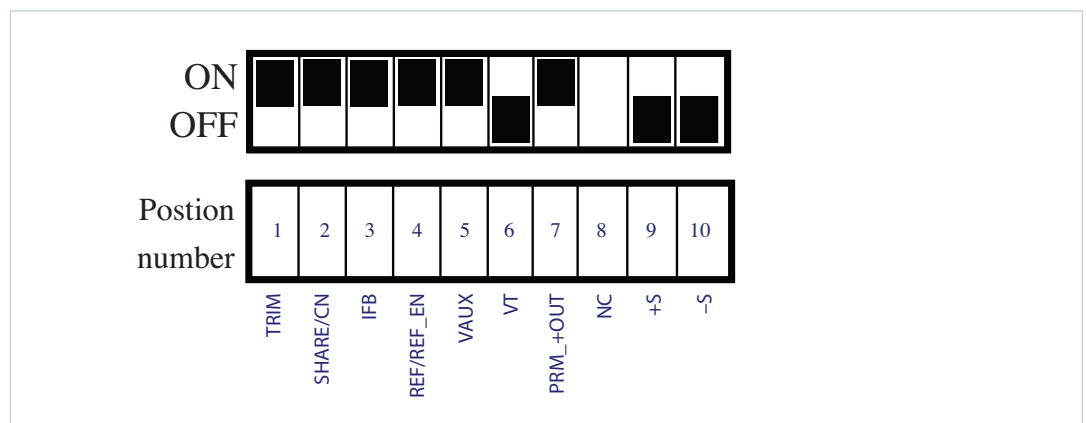 ON
OFF
Postion
number
1 2 3 4 5 6 7 8 9 10
TRIM
SHARE/CN
IFB
REF/REF_EN
VAUX
VT
PRM_+OUT
NC
+S
–S